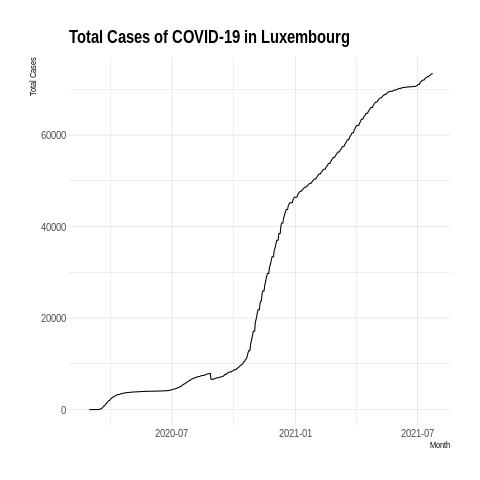 Total Cases of COVID-19 in Luxembourg
Total Cases
60000
40000
20000
0
2020-07
2021-01
2021-07
Month